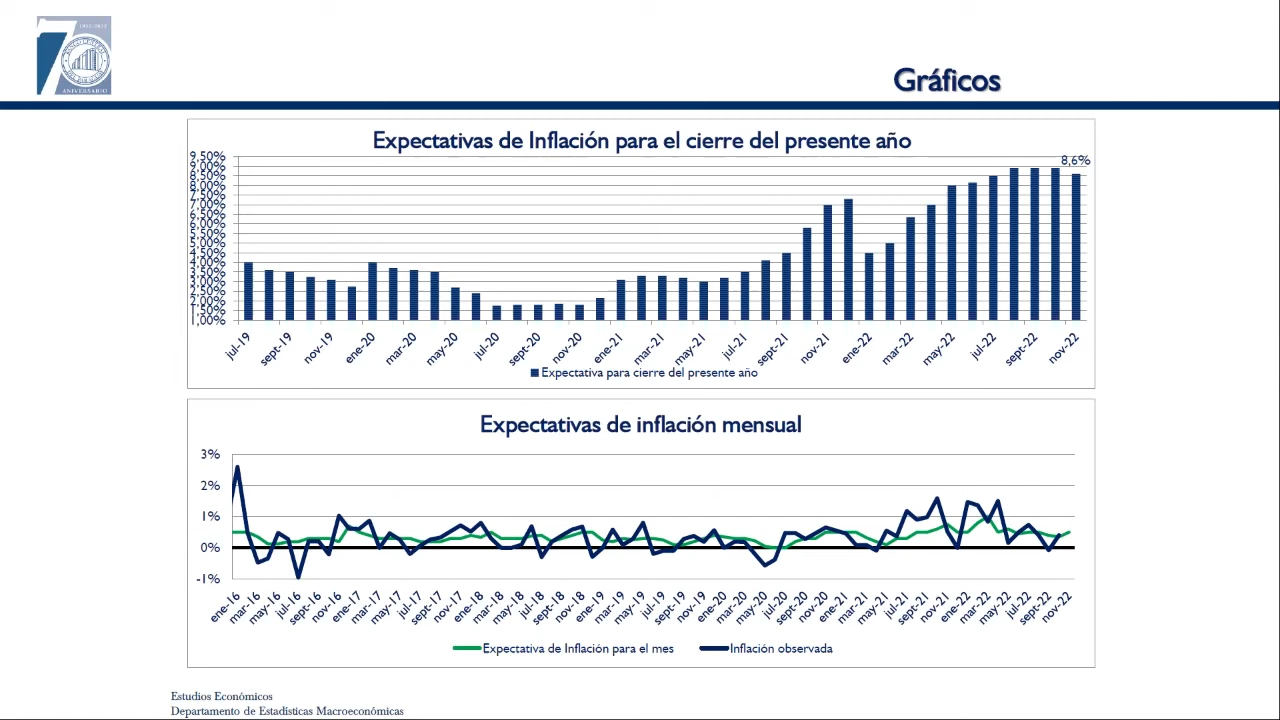 ANIVERSARIO
Gráficos
Expectativas de Inflación para el cierre del presente año
9,50%
9,00%
8,50%
8,00%
7,50%
7,00%
6,50%
6,00%
5,50%
5,00%
4,50%
4,00%
3,50%
3,00%
2,50%
2,00%
1,50%
1,00%
8,6%
jul-19
sept-19
nov-19
ene-20
mar-20
may-20
jul-20
sept-20
nov-20
ene-21
mar-21
may-21
jul-21
sept-21
nov-21
ene-22
mar-22
may-22
jul-22
sept-22
nov-22
Expectativa para cierre del presente año
Expectativas de inflación mensual
3%
2%
1%
0%
-1%
ene-16
mar-16
may-16
jul-16
sept-16
nov-16
ene-17
mar-17
may-17
jul-17
sept-17
nov-17
ene-18
mar-18
may-18
jul-18
sept-18
nov-18
ene-19
mar-19
may-19
jul-19
sept-19
nov-19
ene-20
mar-20
may-20
jul-20
sept-20
nov-20
ene-21
mar-21
may-21
jul-21
sept-21
nov-21
ene-22
mar-22
may-22
jul-22
sept-22
nov-22
Expectativa de Inflación para el mes
Inflación observada
Estudios Económicos
Departamento de Estadísticas Macroeconómicas